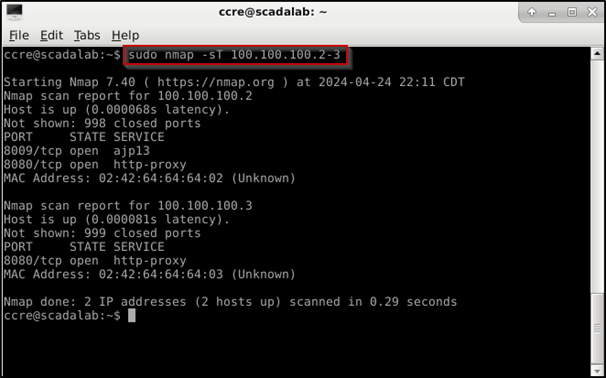 ccre@scadalab: ~
File Edit Tabs Help
ccre@scadalab:~$ sudo nmap -sT 100.100.100.2-3
Starting Nmap 7.40 ( https://nmap.org ) at 2024-04-24 22:11 CDT
Nmap scan report for 100.100.100.2
Host is up (0.000068s latency).
Not shown: 998 closed ports
PORT     STATE SERVICE
8009/tcp open  ajp13
8080/tcp open  http-proxy
MAC Address: 02:42:64:64:64:02 (Unknown)
Nmap scan report for 100.100.100.3
Host is up (0.000081s latency).
Not shown: 999 closed ports
PORT     STATE SERVICE
8080/tcp open  http-proxy
MAC Address: 02:42:64:64:64:03 (Unknown)
Nmap done: 2 IP addresses (2 hosts up) scanned in 0.29 seconds
ccre@scadalab:~$